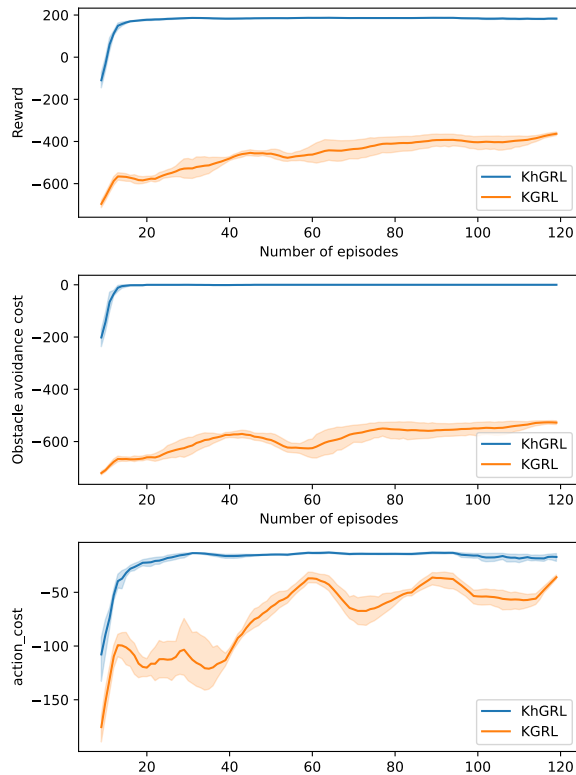 200
0
−200
−400
−600
Reward
KhGRL
KGRL
20 40 60 80 100 120
Number of episodes
0
−200
−400
−600
Obstacle avoidance cost
KhGRL
KGRL
20 40 60 80 100 120
Number of episodes
−50
−100
−150
action_cost
KhGRL
KGRL
20 40 60 80 100 120